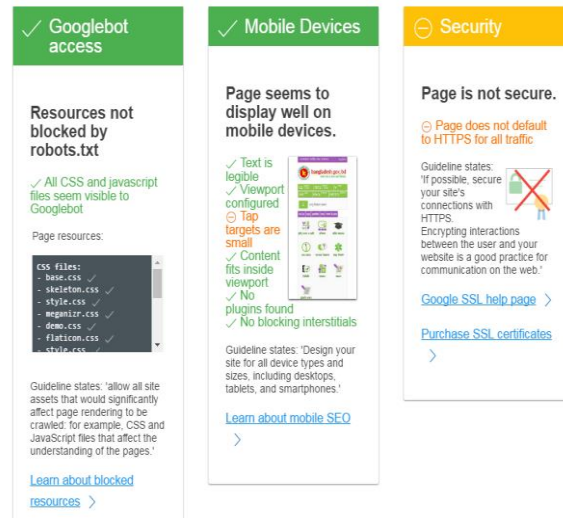 Googlebot
access
Resources not
blocked by
robots.txt
All CSS and javascript
files seem visible to
Googlebot
Page resources:
CSS files:
- base.css
- skeleton.css
- style.css
- meganizr.css
- demo.css
- flaticon.css
- style.css
Guideline states: 'allow all site
assets that would significantly
affect page rendering to be
crawled: for example, CSS and
JavaScript files that affect the
understanding of the pages.'
Learn about blocked
resources
Mobile Devices
Page seems to
display well on
mobile devices.
Text is
legible
Viewport
configured
Tap
targets are
small
Content
fits inside
viewport
No
plugins found
No blocking interstitials
Guideline states: 'Design your
site for all device types and
sizes, including desktops,
tablets, and smartphones.'
Learn about mobile SEO
Security
Page is not secure.
Page does not default
to HTTPS for all traffic
Guideline states:
'If possible, secure
your site's
connections with
HTTPS.
Encrypting interactions
between the user and your
website is a good practice for
communication on the web.'
Google SSL help page
Purchase SSL certificates